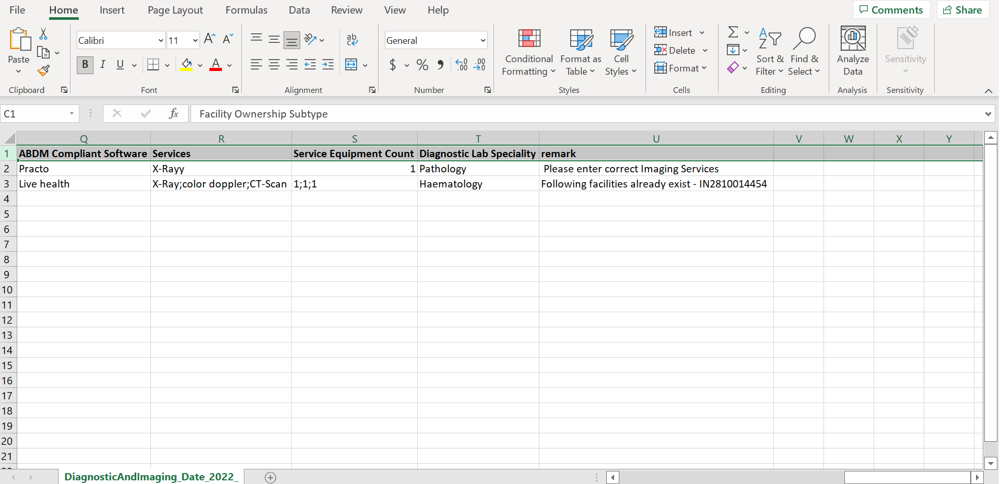 File Home Insert Page Layout Formulas Data Review View Help Comments Share
Paste
Clipboard
Calibri 11
B I U
Font
Alignment
General
$ % 
Number
Conditional Formatting
Format as Table
Cell Styles
Styles
Insert
Delete
Format
Cells
Sort & Filter
Find & Select
Editing
Analyze Data
Analysis
Sensitivity
Sensitivity
C1 fx Facility Ownership Subtype
Q R S T U V W X Y
1 ABDM Compliant Software Services Service Equipment Count Diagnostic Lab Speciality remark
2 Practo X-Rayy 1 Pathology Please enter correct Imaging Services
3 Live health X-Ray;color doppler;CT-Scan 1;1;1 Haematology Following facilities already exist - IN2810014454
4
5
6
7
8
9
10
11
12
13
14
15
16
17
18
19
20
21
DiagnosticAndImaging_Date_2022_